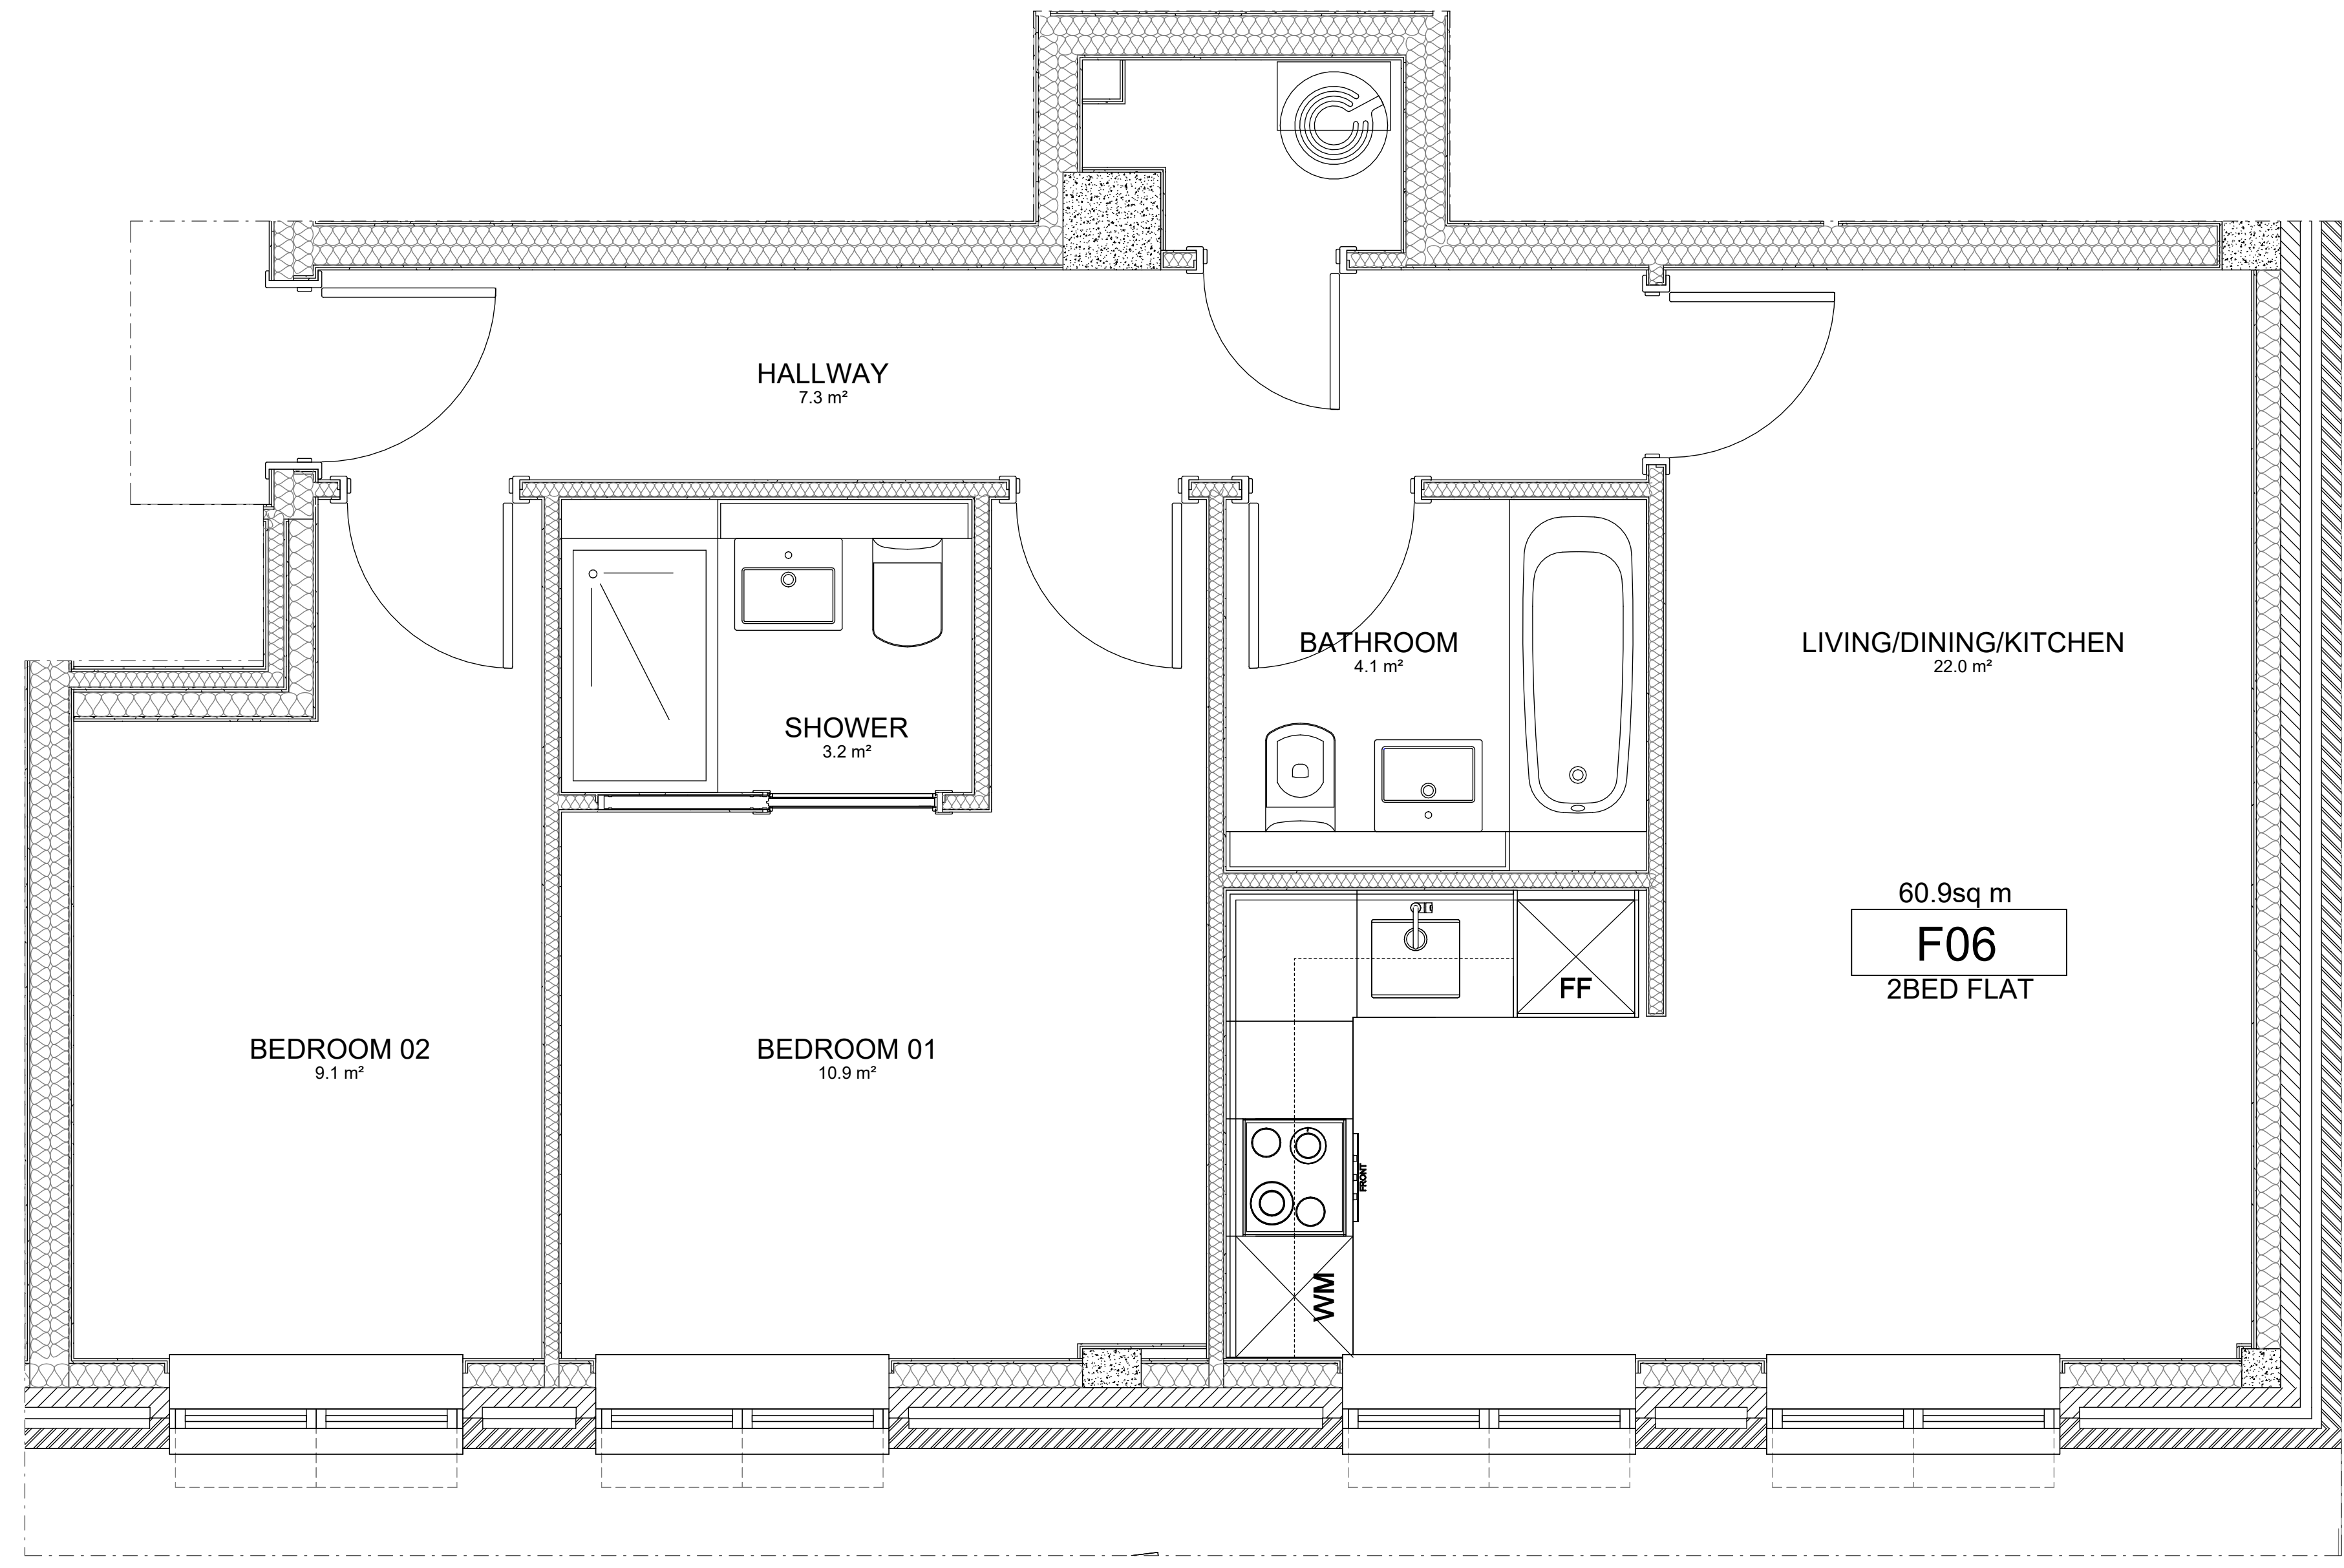 HALLWAY
7.3 m²
BATHROOM
4.1 m²
LIVING/DINING/KITCHEN
22.0 m²
SHOWER
3.2 m²
60.9sq m
F06
2BED FLAT
FF
BEDROOM 02
9.1 m²
BEDROOM 01
10.9 m²
FRONT
WM